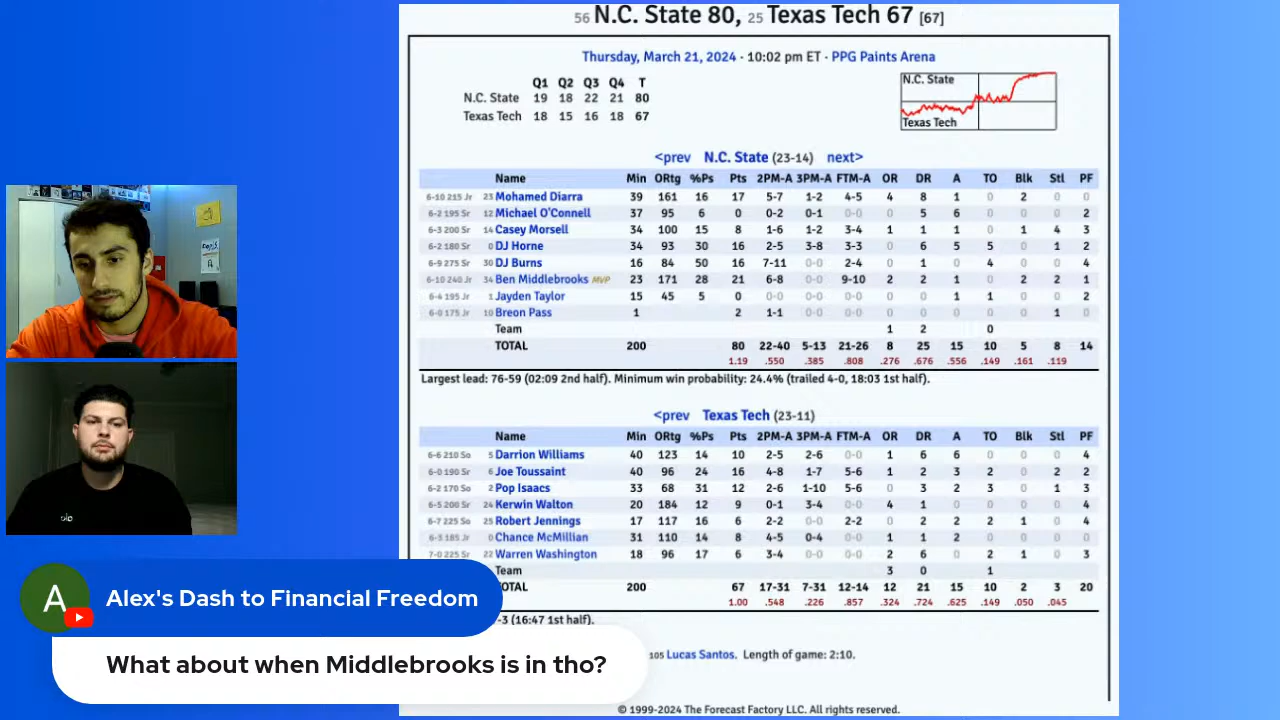 56 N.C. State 80, 25 Texas Tech 67 [67]
Thursday, March 21, 2024 · 10:02 pm ET · PPG Paints Arena
Q1 Q2 Q3 Q4 T
N.C. State 19 18 22 21 80
Texas Tech 18 15 16 18 67
N.C. State
Texas Tech
<prev N.C. State (23-14) next>
Name Min ORtg %Ps Pts 2PM-A 3PM-A FTM-A OR DR A TO Blk Stl PF
6-10 215 Jr 23 Mohamed Diarra 39 161 16 17 5-7 1-2 4-5 4 8 1 0 2 0 0
6-2 195 Sr 12 Michael O'Connell 37 95 6 0 0-2 0-1 0-0 0 5 6 0 0 0 2
6-3 200 Sr 14 Casey Morsell 34 100 15 8 1-6 1-2 3-4 1 1 1 0 1 4 3
6-2 180 Sr 0 DJ Horne 34 93 30 16 2-5 3-8 3-3 0 6 5 5 0 1 2
6-9 275 Sr 30 DJ Burns 16 84 50 16 7-11 0-0 2-4 0 1 0 4 0 0 4
6-10 240 Jr 34 Ben Middlebrooks MVP 23 171 28 21 6-8 0-0 9-10 2 2 1 0 2 2 1
6-4 195 Jr 1 Jayden Taylor 15 45 5 0 0-0 0-0 0-0 0 0 1 1 0 0 2
6-0 175 Jr 10 Breon Pass 1 2 1-1 0-0 0-0 0 0 0 0 0 1 0
Team 1 2 0
TOTAL 200 80 22-40 5-13 21-26 8 25 15 10 5 8 14
1.19 .550 .385 .808 .276 .676 .556 .149 .161 .119
Largest lead: 76-59 (02:09 2nd half). Minimum win probability: 24.4% (trailed 4-0, 18:03 1st half).
<prev Texas Tech (23-11)
Name Min ORtg %Ps Pts 2PM-A 3PM-A FTM-A OR DR A TO Blk Stl PF
6-6 210 So 5 Darrion Williams 40 123 14 10 2-5 2-6 0-0 1 6 6 0 0 0 4
6-0 190 Sr 6 Joe Toussaint 40 96 24 16 4-8 1-7 5-6 1 2 3 2 0 2 2
6-2 170 So 2 Pop Isaacs 33 68 31 12 2-6 1-10 5-6 0 3 2 3 0 1 3
6-5 200 Sr 24 Kerwin Walton 20 184 12 9 0-1 3-4 0-0 4 1 0 0 0 0 4
6-7 225 So 25 Robert Jennings 17 117 16 6 2-2 0-0 2-2 0 2 2 2 1 0 4
6-3 185 Jr 0 Chance McMillian 31 110 14 8 4-5 0-4 0-0 1 1 2 0 0 0 0
7-0 225 Sr 22 Warren Washington 18 96 17 6 3-4 0-0 0-0 2 6 0 2 1 0 3
Team 3 0 1
TOTAL 200 67 17-31 7-31 12-14 12 21 15 10 2 3 20
1.00 .548 .226 .857 .324 .724 .625 .149 .050 .045
-3 (16:47 1st half).
105 Lucas Santos. Length of game: 2:10.
© 1999-2024 The Forecast Factory LLC. All rights reserved.
A
Alex's Dash to Financial Freedom
What about when Middlebrooks is in tho?